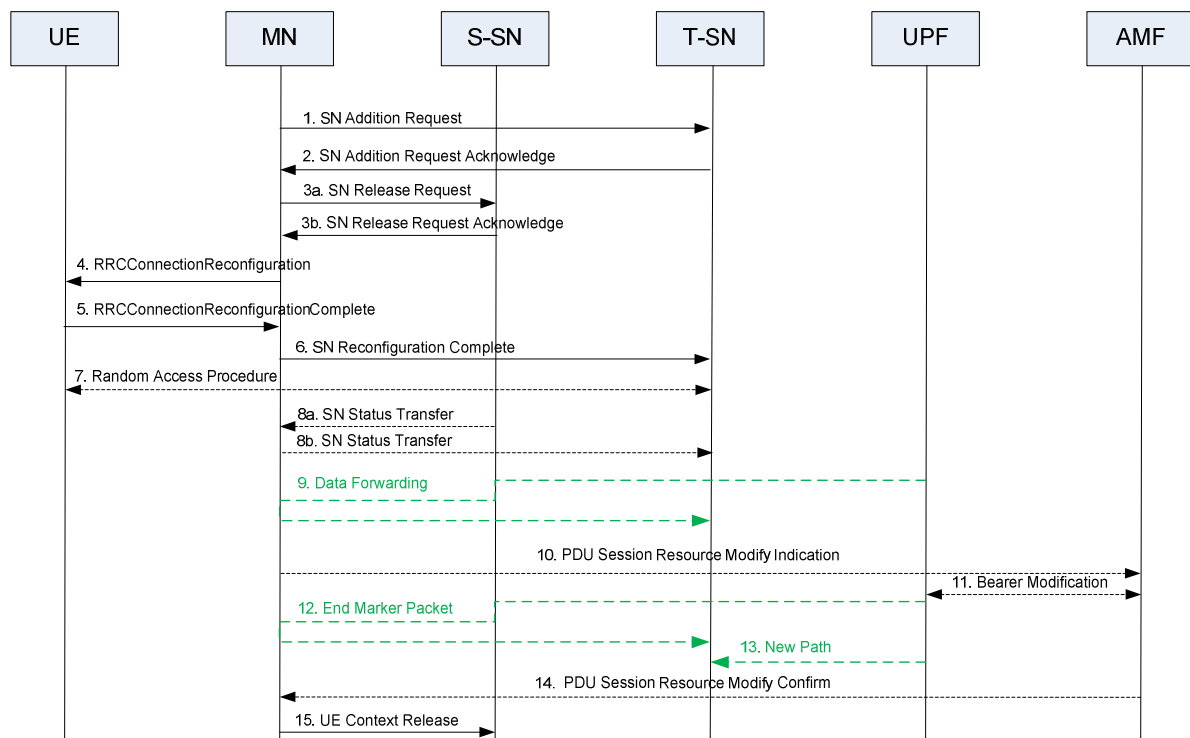 UE MN S-SN T-SN UPF AMF
1. SN Addition Request
2. SN Addition Request Acknowledge
3a. SN Release Request
3b. SN Release Request Acknowledge
4. RRCConnectionReconfiguration
5. RRCConnectionReconfigurationComplete
6. SN Reconfiguration Complete
7. Random Access Procedure
8a. SN Status Transfer
8b. SN Status Transfer
9. Data Forwarding
10. PDU Session Resource Modify Indication
11. Bearer Modification
12. End Marker Packet
13. New Path
14. PDU Session Resource Modify Confirm
15. UE Context Release